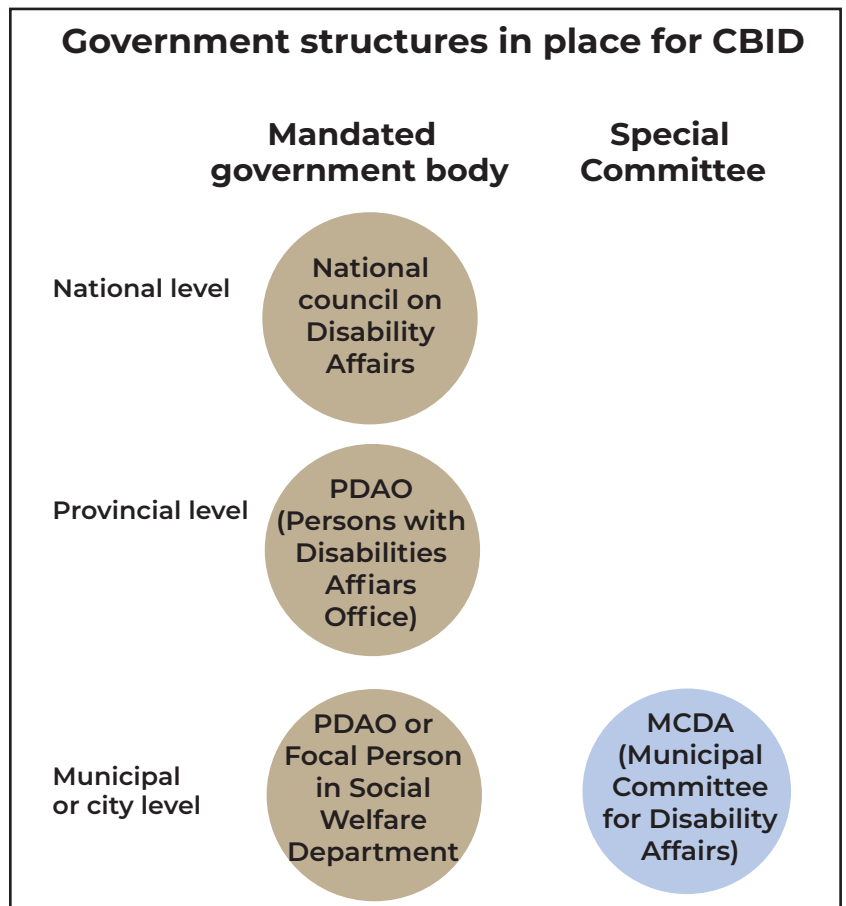 Government structures in place for CBID
Mandated
government body
Special
Committee
National level
National
council on
Disability
Affairs
Provincial level
PDAO
(Persons with
Disabilities
Affiars
Office)
Municipal
or city level
PDAO or
Focal Person
in Social
Welfare
Department
MCDA
(Municipal
Committee
for Disability
Affairs)